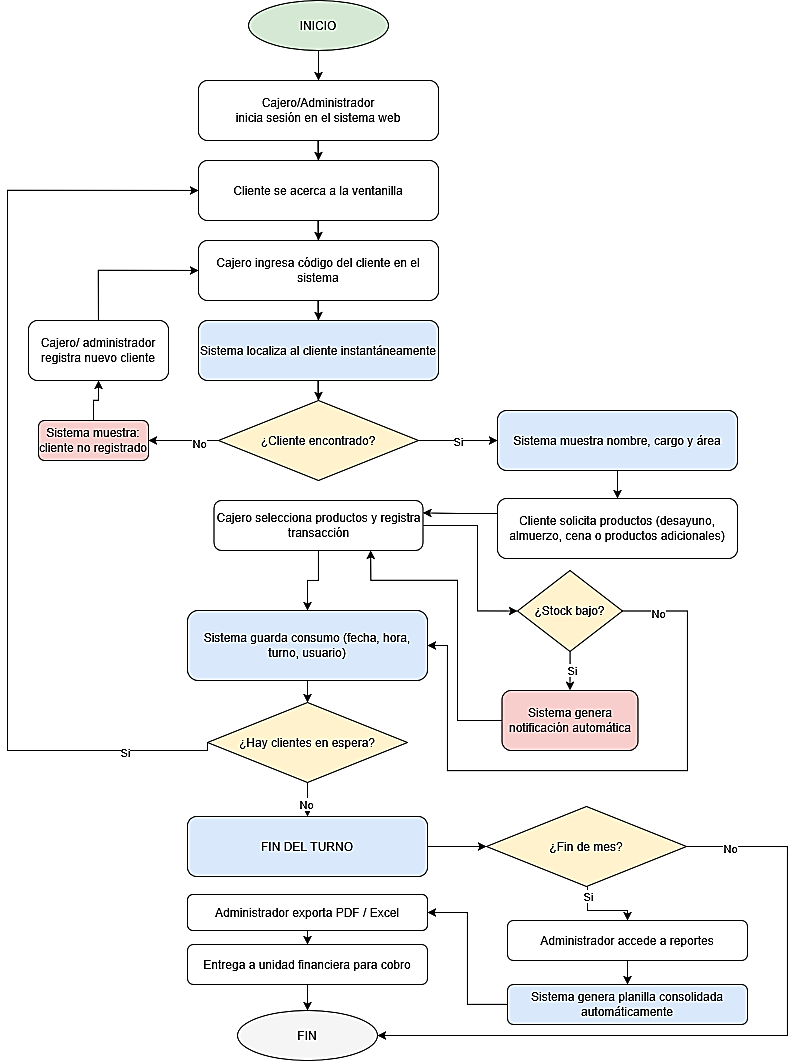 INICIO
Cajero/Administrador
inicia sesión en el sistema web
Cliente se acerca a la ventanilla
Cajero ingresa código del cliente en el
sistema
Cajero/ administrador
registra nuevo cliente
Sistema localiza al cliente instantáneamente
Sistema muestra:
cliente no registrado
No
¿Cliente encontrado?
Si
Sistema muestra nombre, cargo y área
Cliente solicita productos (desayuno,
almuerzo, cena o productos adicionales)
Cajero selecciona productos y registra
transacción
¿Stock bajo?
No
Si
Sistema genera
notificación automática
Sistema guarda consumo (fecha, hora,
turno, usuario)
¿Hay clientes en espera?
Si
No
FIN DEL TURNO
¿Fin de mes?
No
Si
Administrador accede a reportes
Sistema genera planilla consolidada
automáticamente
Administrador exporta PDF / Excel
Entrega a unidad financiera para cobro
FIN